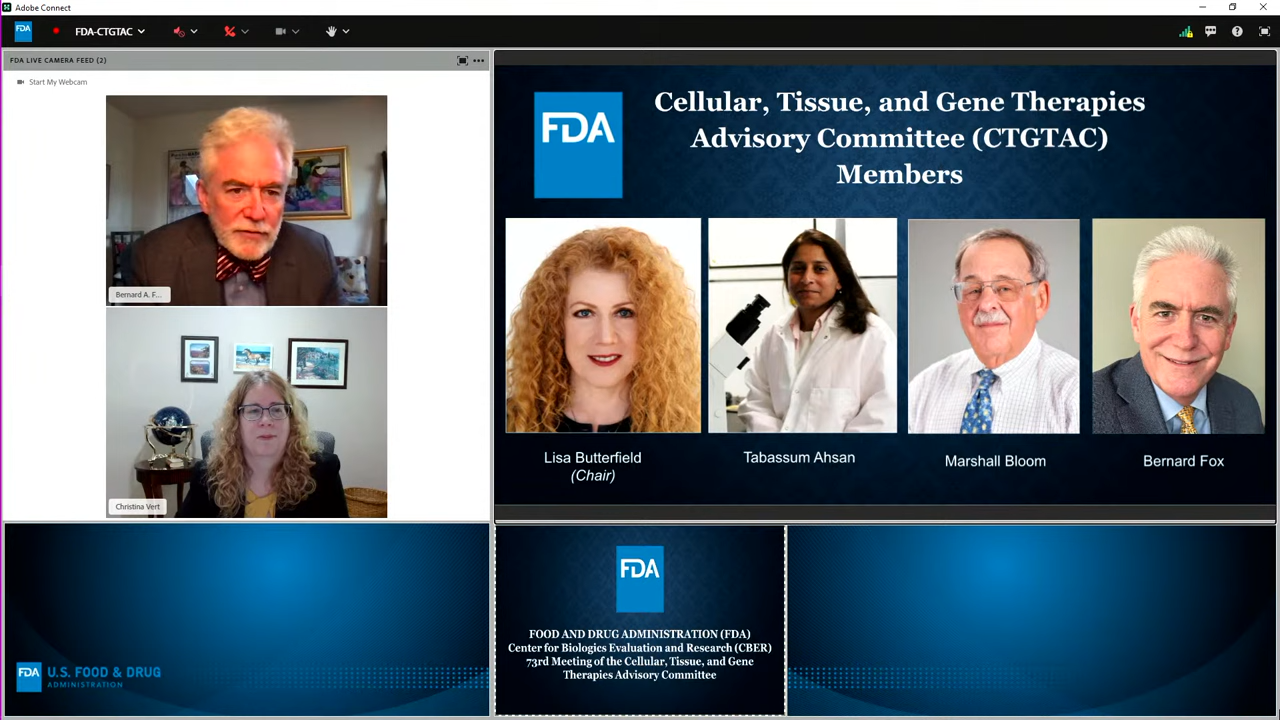 Adobe Connect
FDA
FDA-CTGTAC
FDA LIVE CAMERA FEED (2)
Start My Webcam
Bernard A. F...
Christina Vert
FDA
Cellular, Tissue, and Gene Therapies
Advisory Committee (CTGTAC)
Members
Lisa Butterfield
(Chair)
Tabassum Ahsan
Marshall Bloom
Bernard Fox
FDA
U.S. FOOD & DRUG
ADMINISTRATION
FDA
FOOD AND DRUG ADMINISTRATION (FDA)
Center for Biologics Evaluation and Research (CBER)
73rd Meeting of the Cellular, Tissue, and Gene
Therapies Advisory Committee